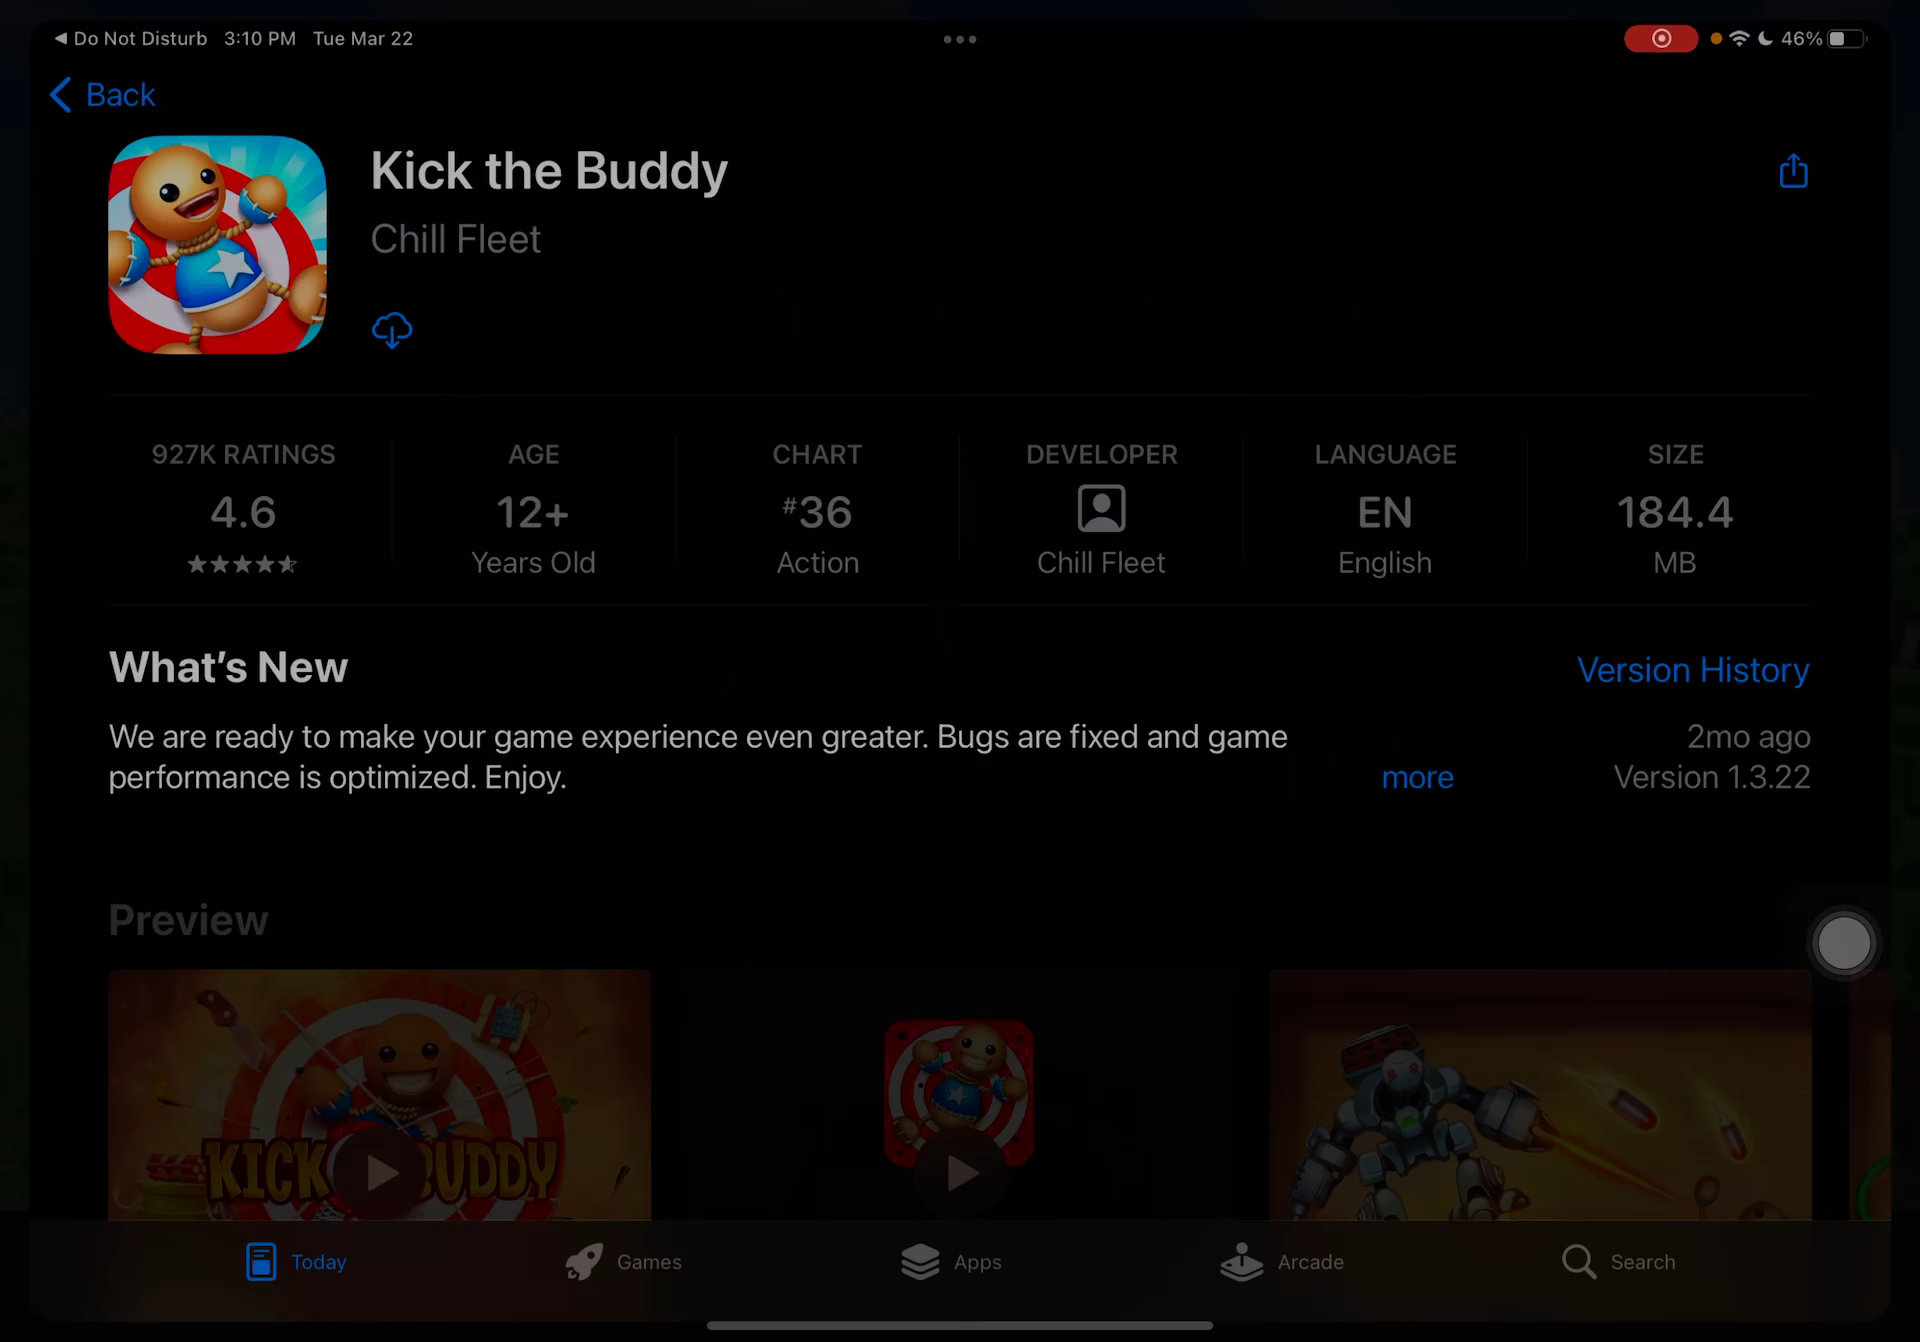 ◀ Do Not Disturb 3:10 PM Tue Mar 22
46%
Back
Kick the Buddy
Chill Fleet
927K RATINGS
4.6
AGE
12+
Years Old
CHART
#36
Action
DEVELOPER
Chill Fleet
LANGUAGE
EN
English
SIZE
184.4
MB
What's New
Version History
We are ready to make your game experience even greater. Bugs are fixed and game
performance is optimized. Enjoy.
more
2mo ago
Version 1.3.22
Preview
KICK BUDDY
Today
Games
Apps
Arcade
Search